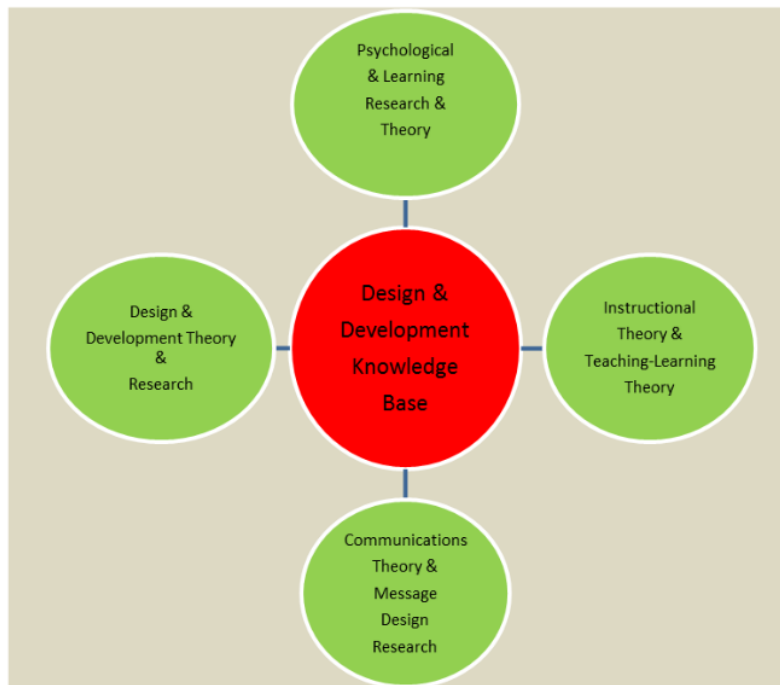 Psychological
& Learning
Research &
Theory
Design &
Development
Knowledge
Base
Design &
Development Theory
&
Research
Instructional
Theory &
Teaching-Learning
Theory
Communications
Theory &
Message
Design
Research